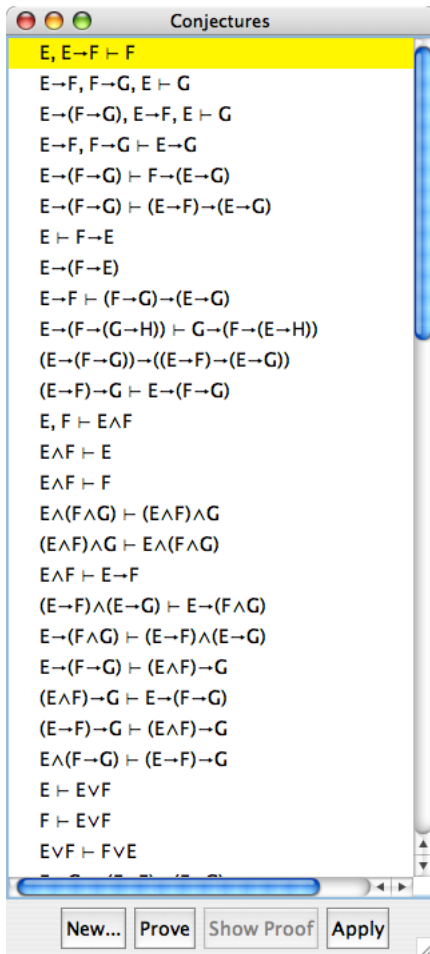 Conjectures
E, E→F ⊢ F
E→F, F→G, E ⊢ G
E→(F→G), E→F, E ⊢ G
E→F, F→G ⊢ E→G
E→(F→G) ⊢ F→(E→G)
E→(F→G) ⊢ (E→F)→(E→G)
E ⊢ F→E
E→(F→E)
E→F ⊢ (F→G)→(E→G)
E→(F→(G→H)) ⊢ G→(F→(E→H))
(E→(F→G))→((E→F)→(E→G))
(E→F)→G ⊢ E→(F→G)
E, F ⊢ E∧F
E∧F ⊢ E
E∧F ⊢ F
E∧(F∧G) ⊢ (E∧F)∧G
(E∧F)∧G ⊢ E∧(F∧G)
E∧F ⊢ E→F
(E→F)∧(E→G) ⊢ E→(F∧G)
E→(F∧G) ⊢ (E→F)∧(E→G)
E→(F→G) ⊢ (E∧F)→G
(E∧F)→G ⊢ E→(F→G)
(E→F)→G ⊢ (E∧F)→G
E∧(F→G) ⊢ (E→F)→G
E ⊢ E∨F
F ⊢ E∨F
E∨F ⊢ F∨E
New... Prove Show Proof Apply